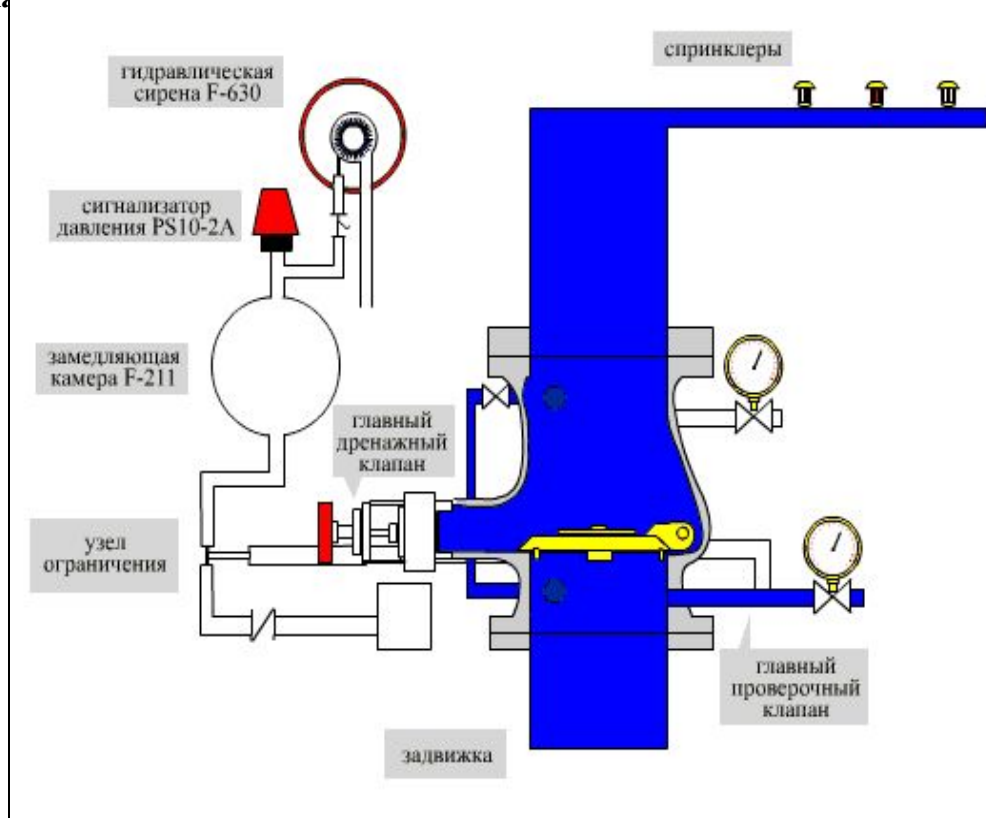 спринклеры
гидравлическая
сирена F-630
сигнализатор
давления PS10-2A
замедляющая
камера F-211
главный
дренажный
клапан
узел
ограничения
главный
проверочный
клапан
задвижка